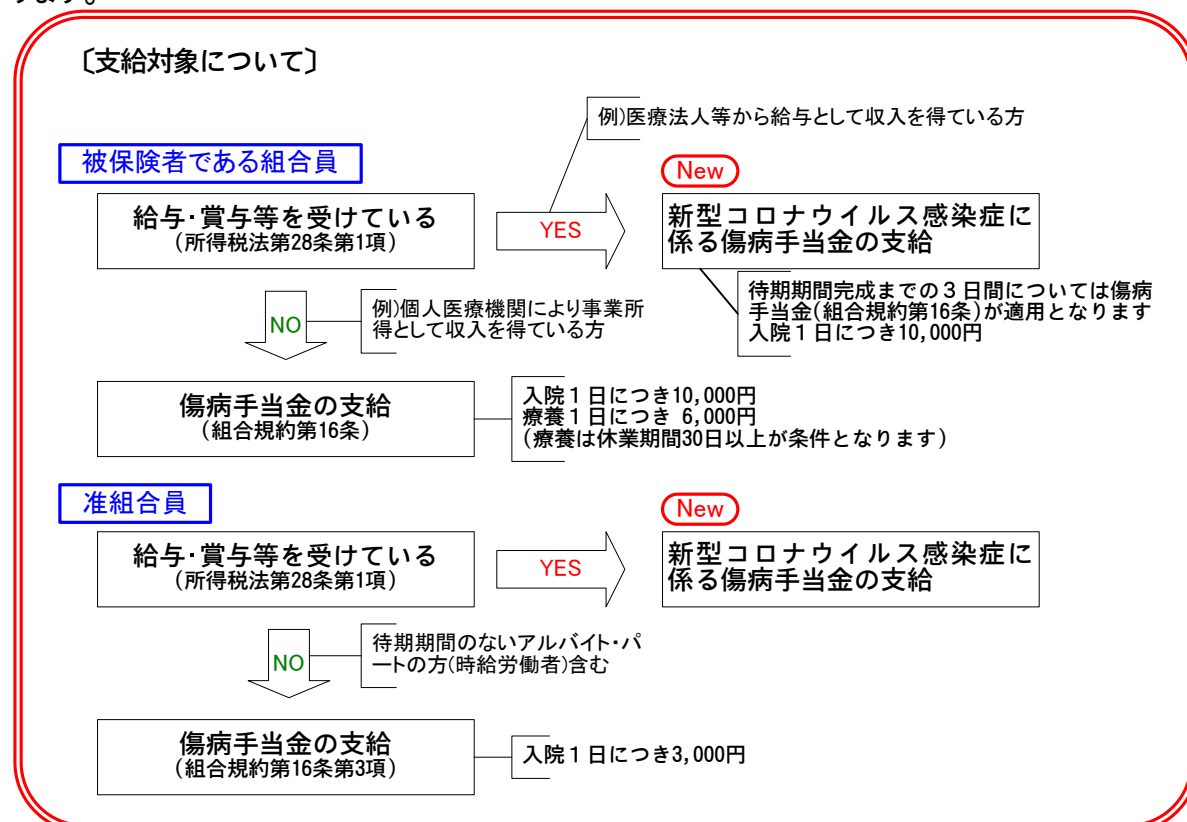 ります。
〔支給対象について〕
例)医療法人等から給与として収入を得ている方
被保険者である組合員
New
給与･賞与等を受けている
(所得税法第28条第1項)
YES
新型コロナウイルス感染症に
係る傷病手当金の支給
待期期間完成までの３日間については傷病
手当金(組合規約第16条)が適用となります
入院１日につき10,000円
NO
例)個人医療機関により事業所
得として収入を得ている方
傷病手当金の支給
(組合規約第16条)
入院１日につき10,000円
療養１日につき 6,000円
(療養は休業期間30日以上が条件となります)
准組合員
New
給与･賞与等を受けている
(所得税法第28条第1項)
YES
新型コロナウイルス感染症に
係る傷病手当金の支給
NO
待期期間のないアルバイト･パ
ートの方(時給労働者)含む
傷病手当金の支給
(組合規約第16条第3項)
入院１日につき3,000円